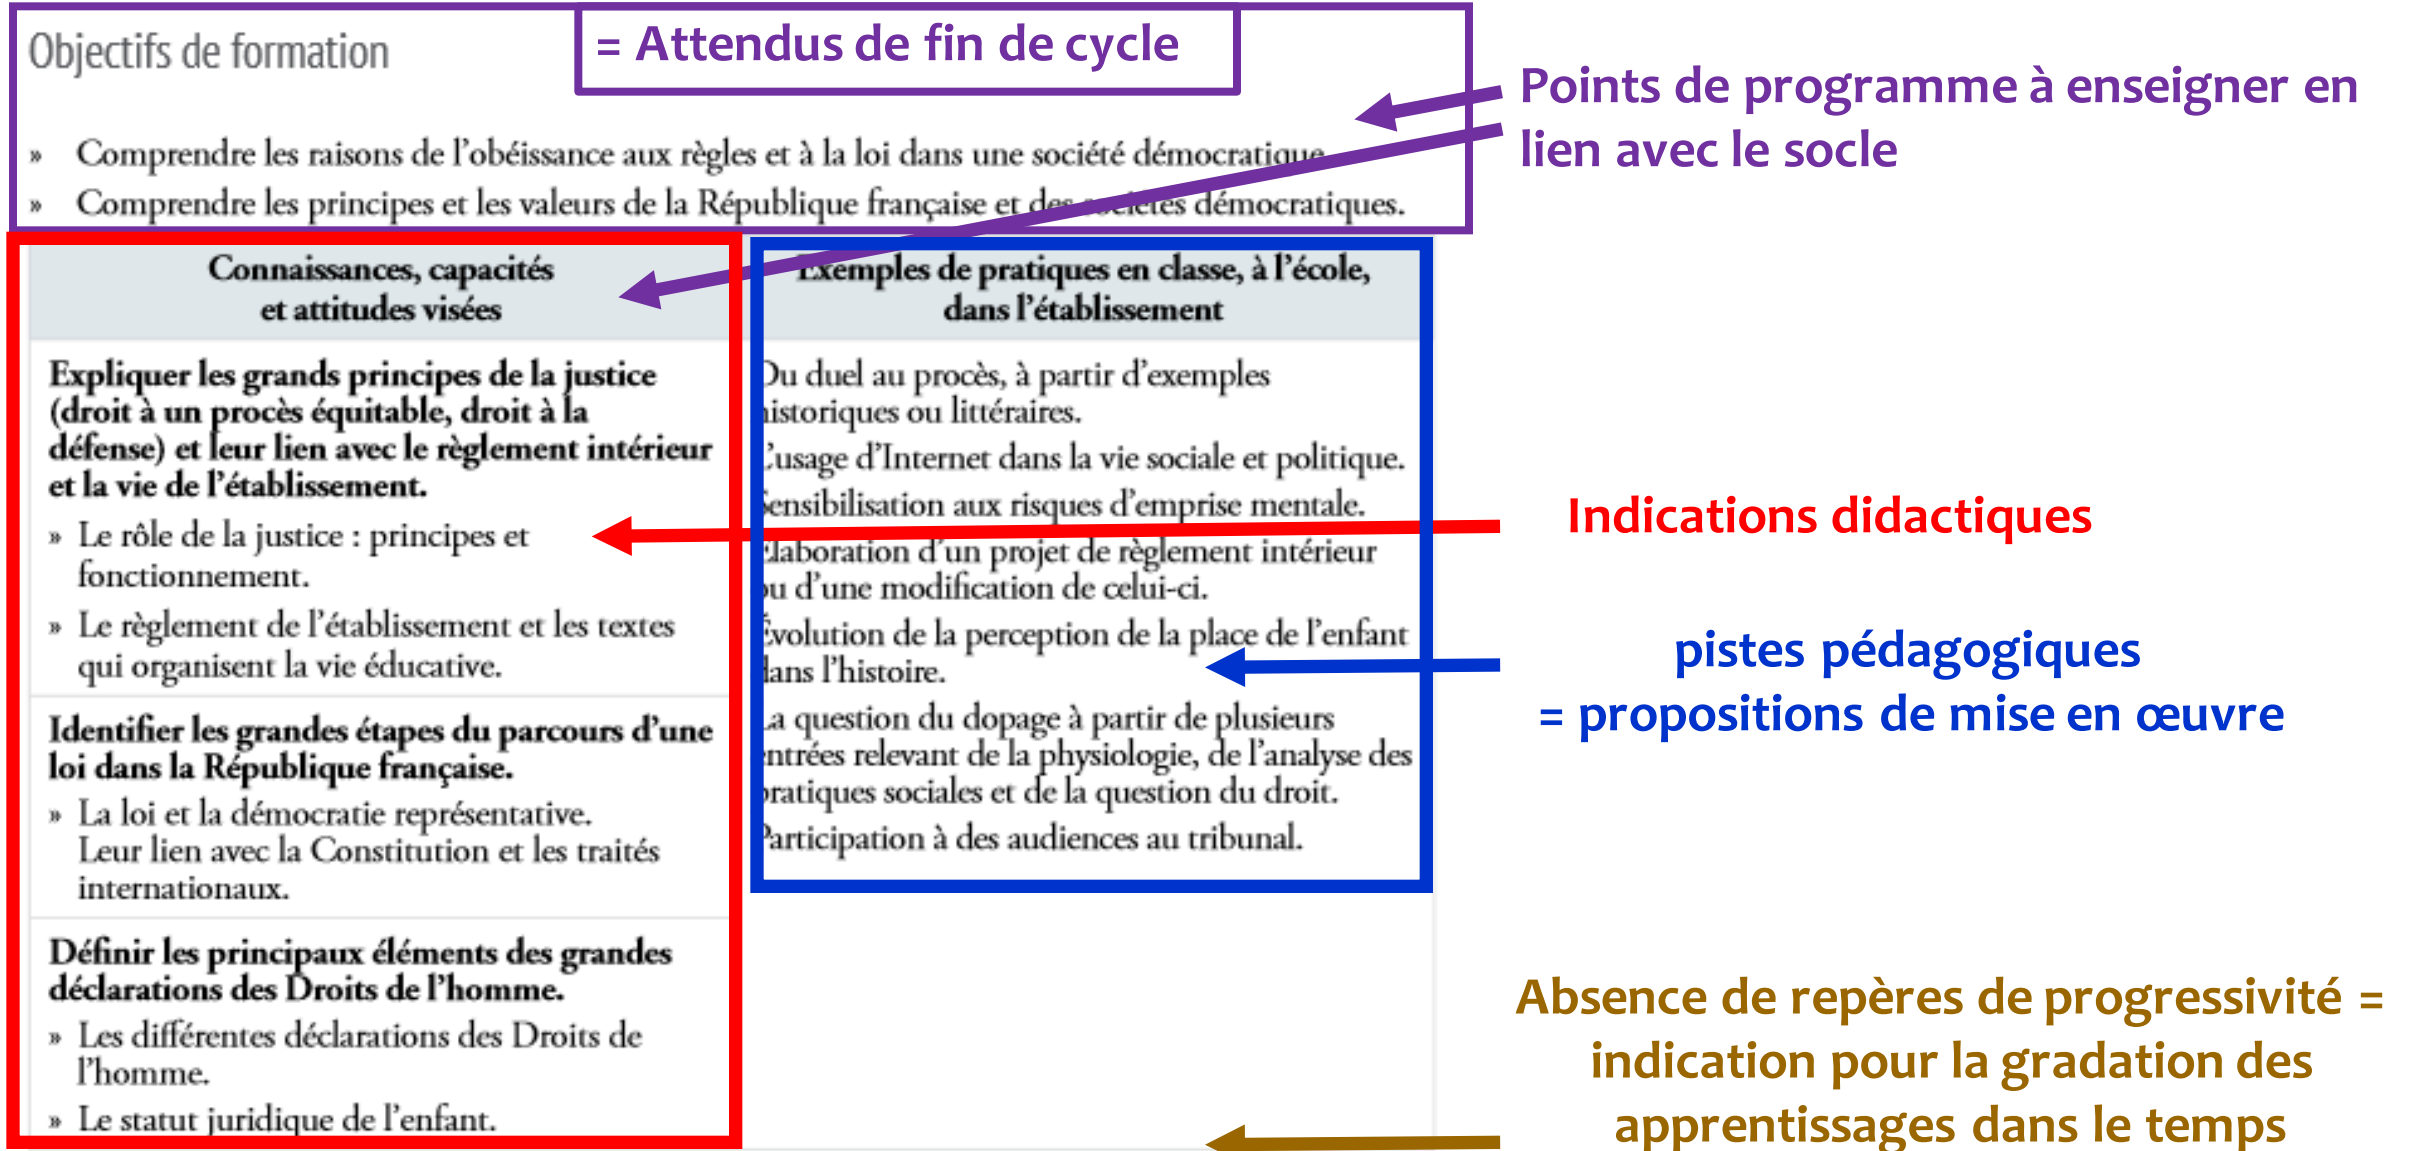 Objectifs de formation
= Attendus de fin de cycle
Points de programme à enseigner en
lien avec le socle
» Comprendre les raisons de l'obéissance aux règles et à la loi dans une société démocratique.
» Comprendre les principes et les valeurs de la République française et des sociétés démocratiques.
Connaissances, capacités
et attitudes visées
Expliquer les grands principes de la justice
(droit à un procès équitable, droit à la
défense) et leur lien avec le règlement intérieur
et la vie de l'établissement.
» Le rôle de la justice : principes et
fonctionnement.
» Le règlement de l'établissement et les textes
qui organisent la vie éducative.
Identifier les grandes étapes du parcours d'une
loi dans la République française.
» La loi et la démocratie représentative.
Leur lien avec la Constitution et les traités
internationaux.
Définir les principaux éléments des grandes
déclarations des Droits de l'homme.
» Les différentes déclarations des Droits de
l'homme.
» Le statut juridique de l'enfant.
Exemples de pratiques en classe, à l'école,
dans l'établissement
Du duel au procès, à partir d'exemples
historiques ou littéraires.
L'usage d'Internet dans la vie sociale et politique.
Sensibilisation aux risques d'emprise mentale.
Élaboration d'un projet de règlement intérieur
ou d'une modification de celui-ci.
Évolution de la perception de la place de l'enfant
dans l'histoire.
La question du dopage à partir de plusieurs
entrées relevant de la physiologie, de l'analyse des
pratiques sociales et de la question du droit.
Participation à des audiences au tribunal.
Indications didactiques
pistes pédagogiques
= propositions de mise en œuvre
Absence de repères de progressivité =
indication pour la gradation des
apprentissages dans le temps